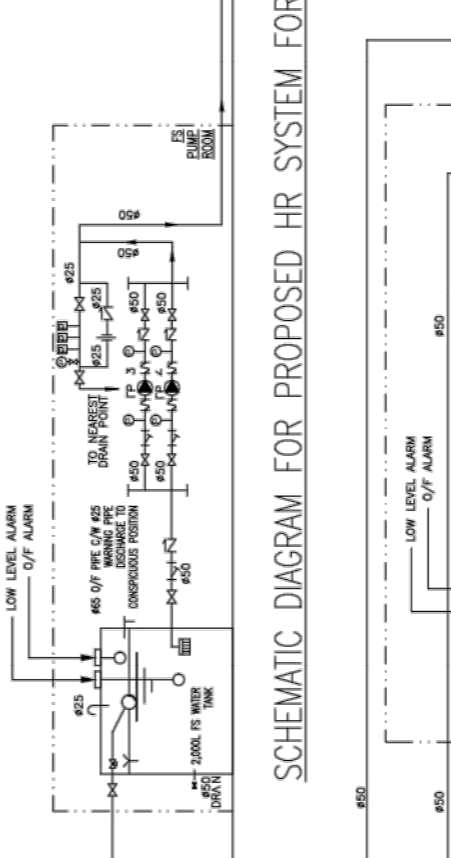 LOW LEVEL ALARM
O/F ALARM
ø65 O/F PIPE C/W ø25
WARNING PIPE
DISCHARGE TO
CONSPICUOUS POSITION
ø25
2,000L FS WATER
TANK
ø50
ø50
TO NEAREST
DRAIN POINT
ø25
ø25
ø25
P
P
P
P
P
P
P
P
ø50
ø50
ø50
ø50
ø50
ø50
FS
PUMP
ROOM
SCHEMATIC DIAGRAM FOR PROPOSED HR SYSTEM FOR
ø50
ø50
ø50
LOW LEVEL ALARM
O/F ALARM